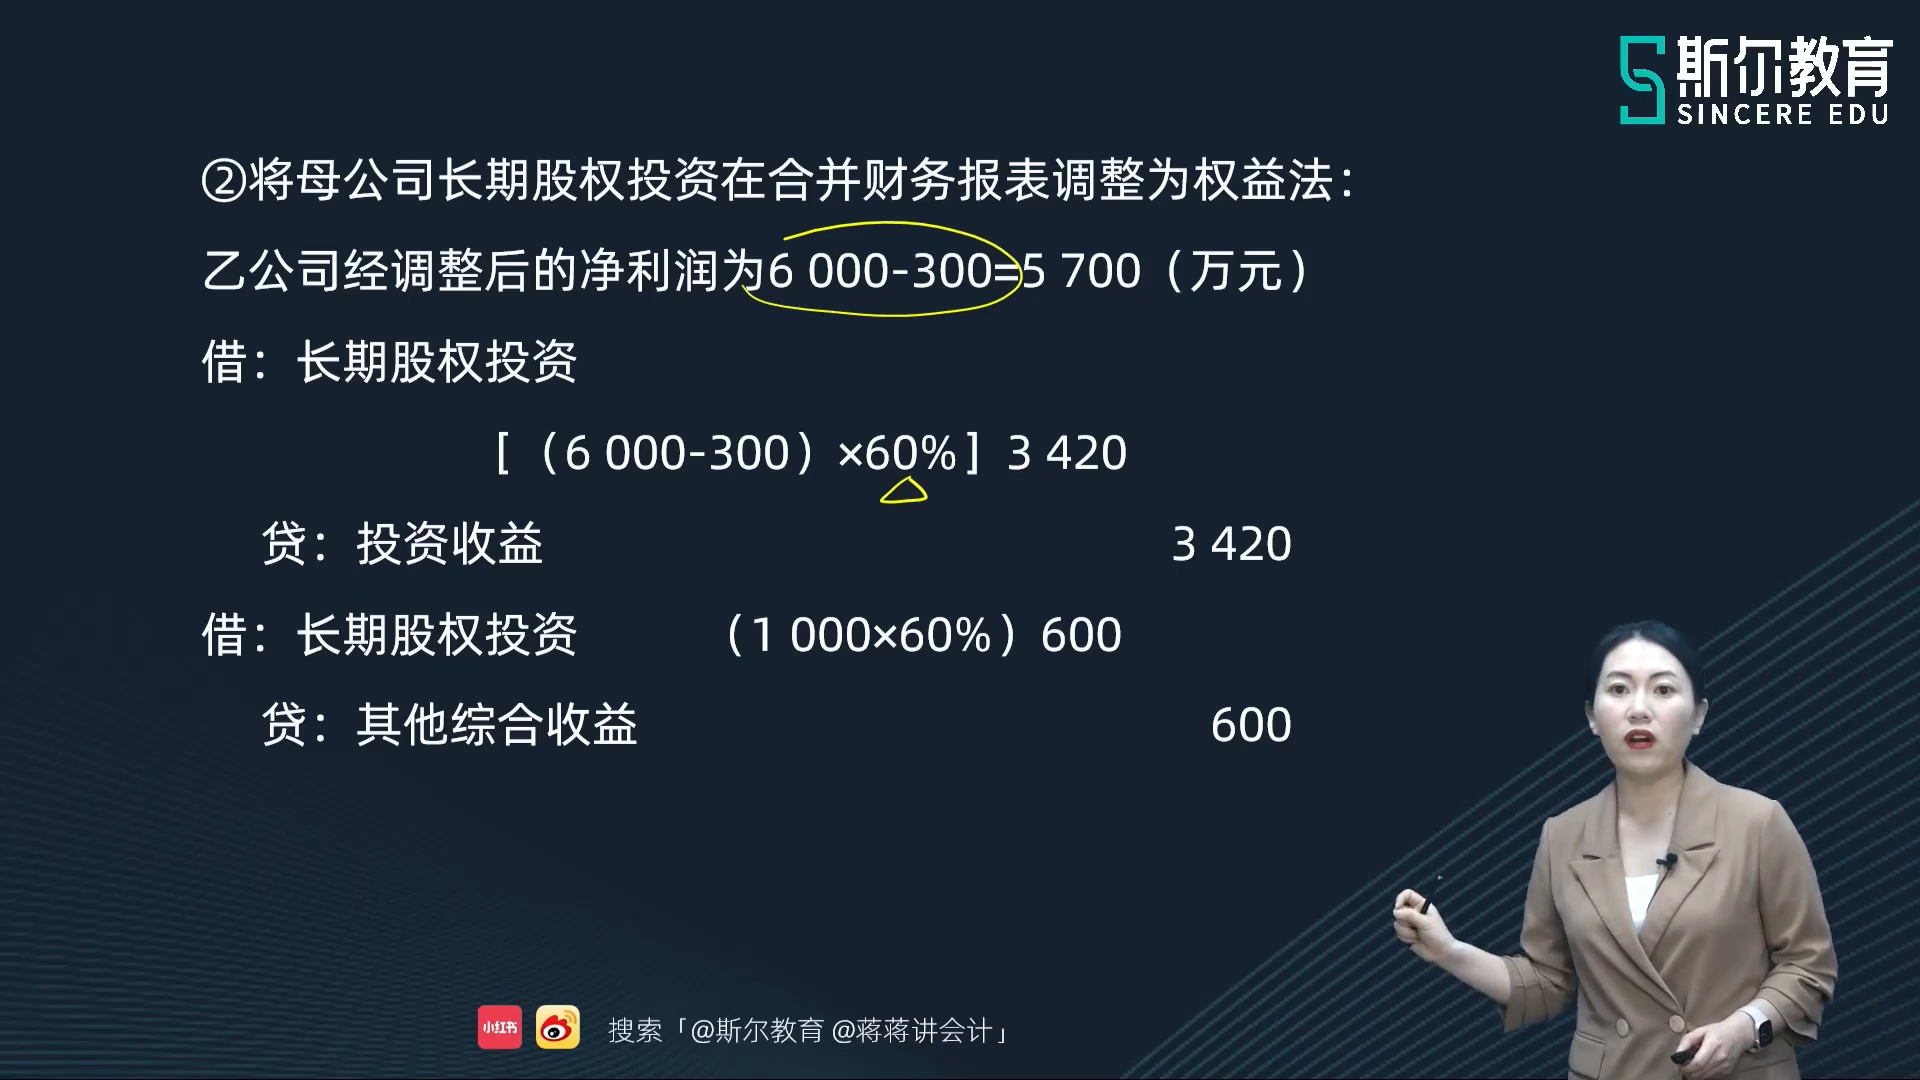 斯尔教育
SINCERE EDU
②将母公司长期股权投资在合并财务报表调整为权益法：
乙公司经调整后的净利润为6 000-300=5 700（万元）
借：长期股权投资
[（6 000-300）×60%] 3 420
贷：投资收益 3 420
借：长期股权投资 （1 000×60%）600
贷：其他综合收益 600
小红书
搜索「@斯尔教育 @蒋蒋讲会计」